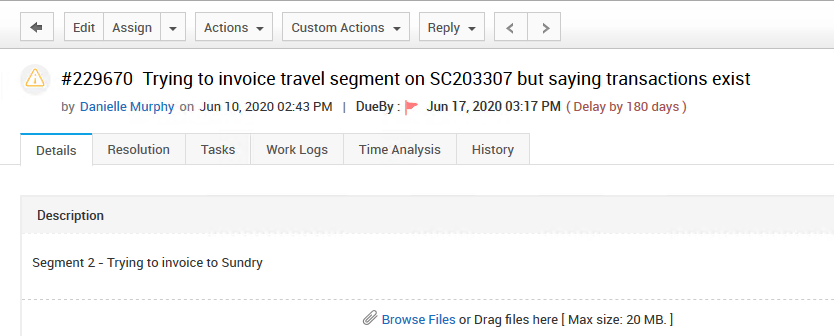 Edit Assign Actions Custom Actions Reply
#229670 Trying to invoice travel segment on SC203307 but saying transactions exist
by Danielle Murphy on Jun 10, 2020 02:43 PM | DueBy : Jun 17, 2020 03:17 PM ( Delay by 180 days )
Details Resolution Tasks Work Logs Time Analysis History
Description
Segment 2 - Trying to invoice to Sundry
Browse Files or Drag files here [ Max size: 20 MB. ]